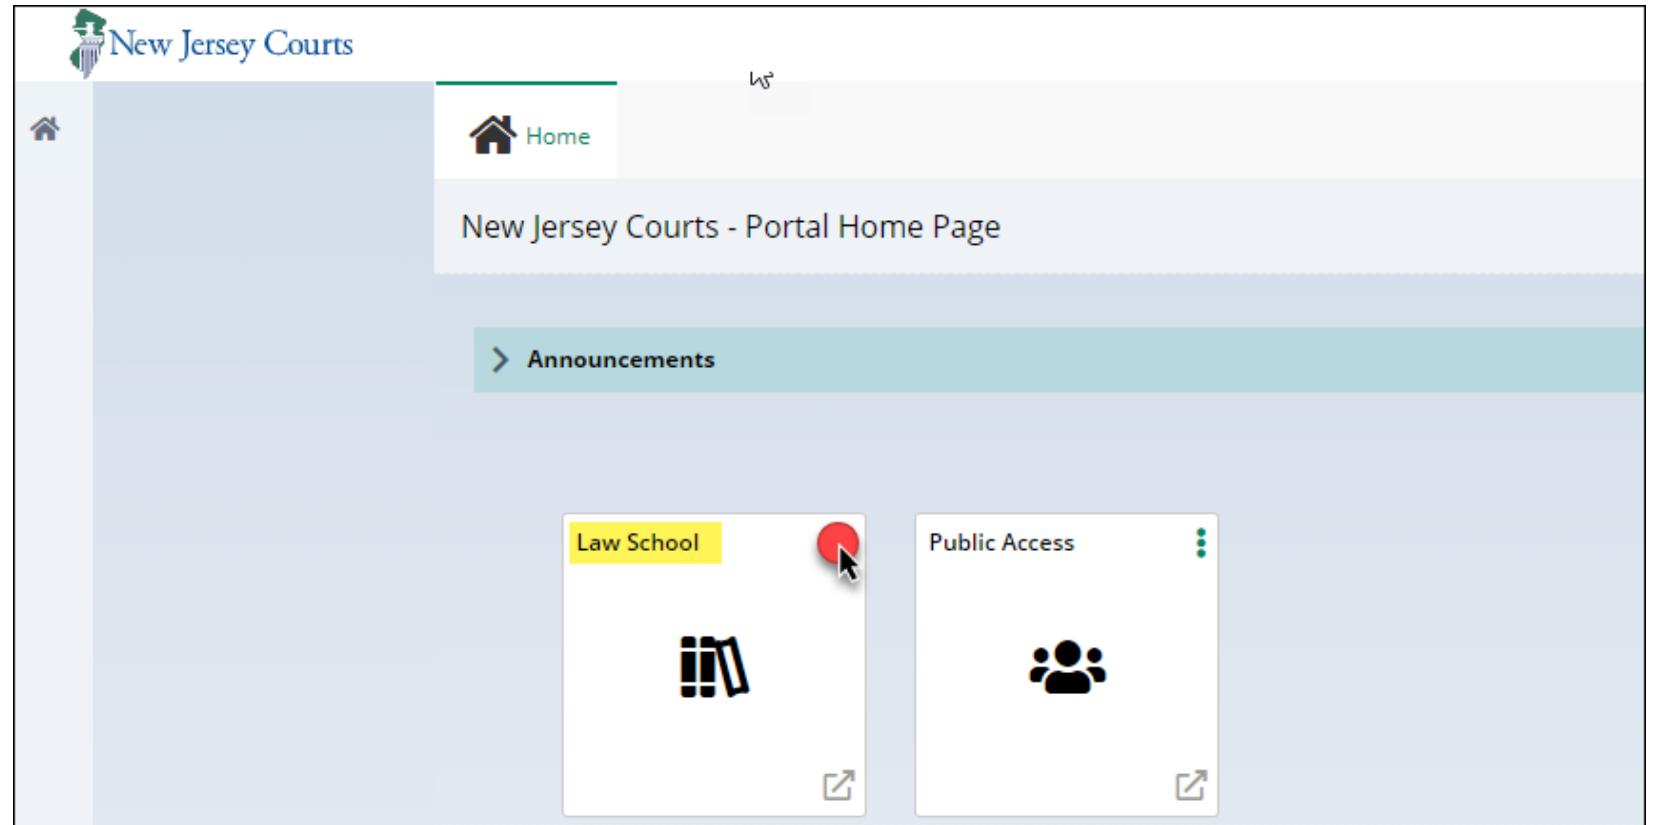 New Jersey Courts
Home
New Jersey Courts - Portal Home Page
Announcements
Law School
Public Access